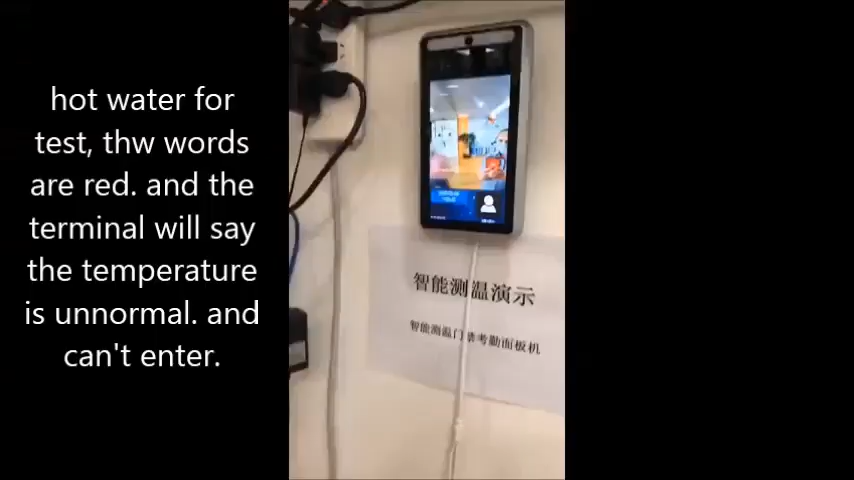 hot water for
test, thw words
are red. and the
terminal will say
the temperature
is unnormal. and
can't enter.
智能测温演示
智能测温门禁考勤面板机